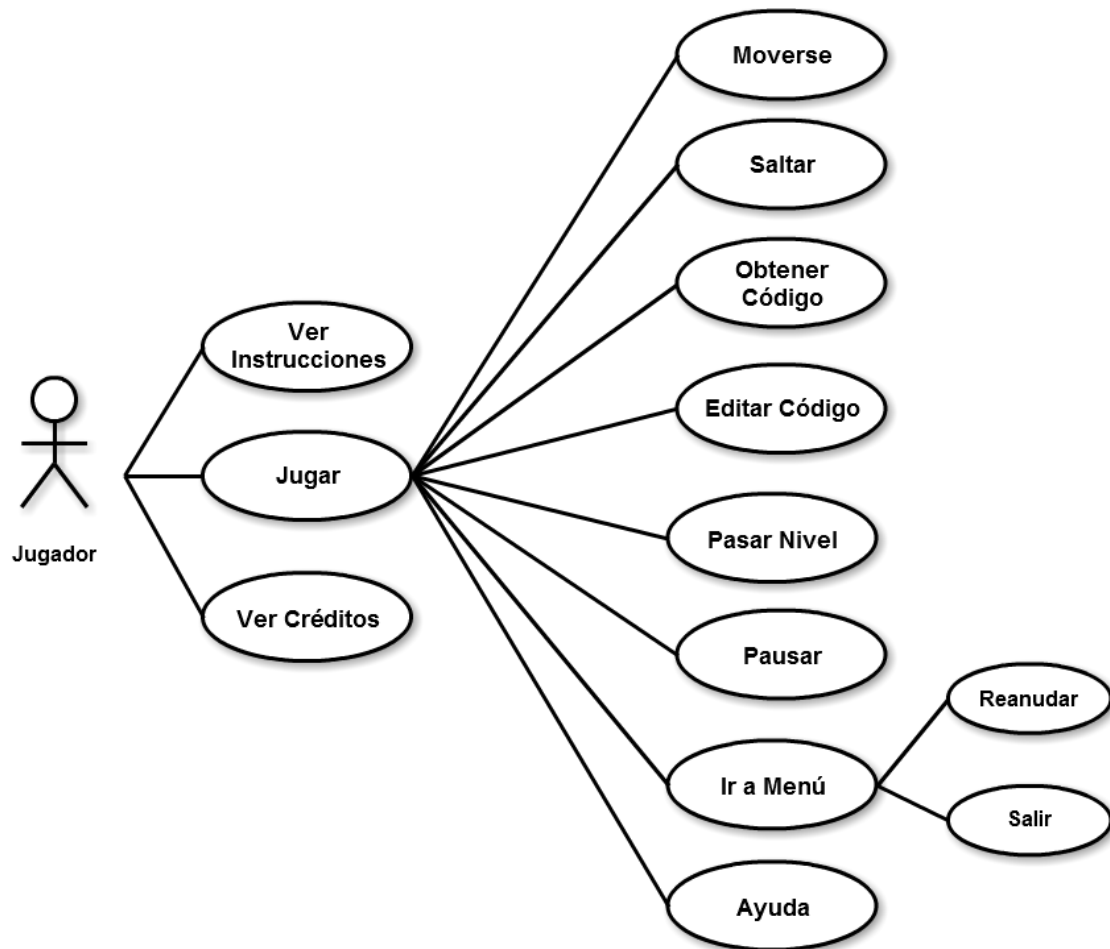 Moverse
Saltar
Obtener
Código
Ver
Instrucciones
Editar Código
Jugar
Jugador
Pasar Nivel
Ver Créditos
Pausar
Reanudar
Ir a Menú
Salir
Ayuda